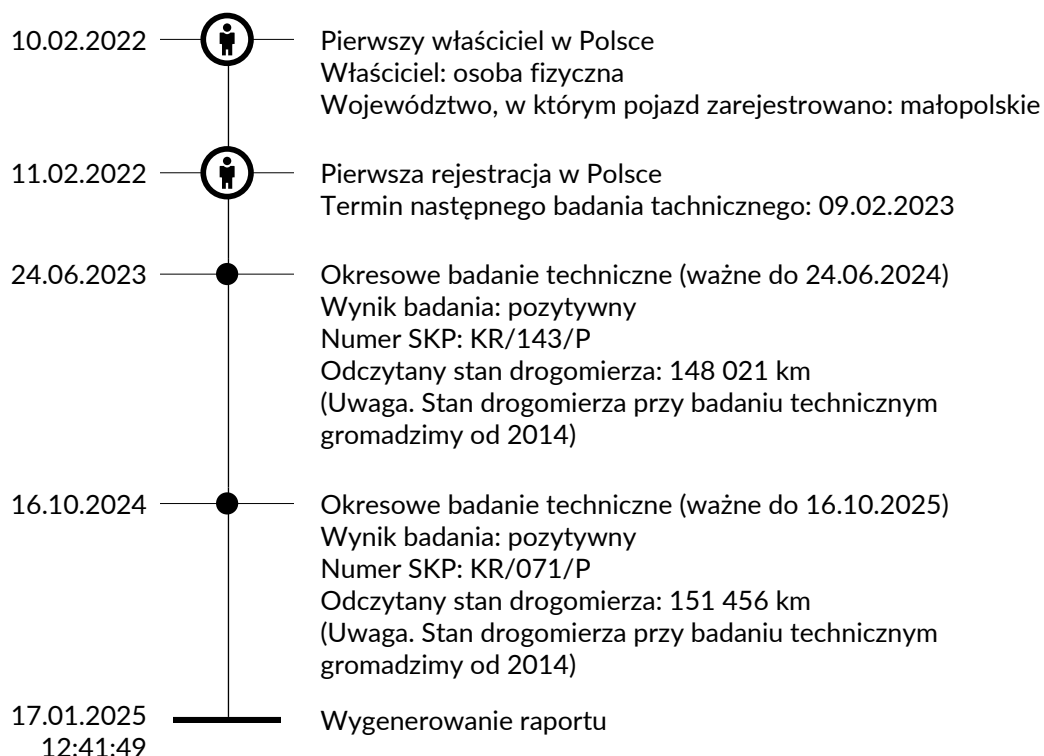 10.02.2022
Pierwszy właściciel w Polsce
Właściciel: osoba fizyczna
Województwo, w którym pojazd zarejestrowano: małopolskie
11.02.2022
Pierwsza rejestracja w Polsce
Termin następnego badania tachnicznego: 09.02.2023
24.06.2023
Okresowe badanie techniczne (ważne do 24.06.2024)
Wynik badania: pozytywny
Numer SKP: KR/143/P
Odczytany stan drogomierza: 148 021 km
(Uwaga. Stan drogomierza przy badaniu technicznym
gromadzimy od 2014)
16.10.2024
Okresowe badanie techniczne (ważne do 16.10.2025)
Wynik badania: pozytywny
Numer SKP: KR/071/P
Odczytany stan drogomierza: 151 456 km
(Uwaga. Stan drogomierza przy badaniu technicznym
gromadzimy od 2014)
17.01.2025
12:41:49
Wygenerowanie raportu